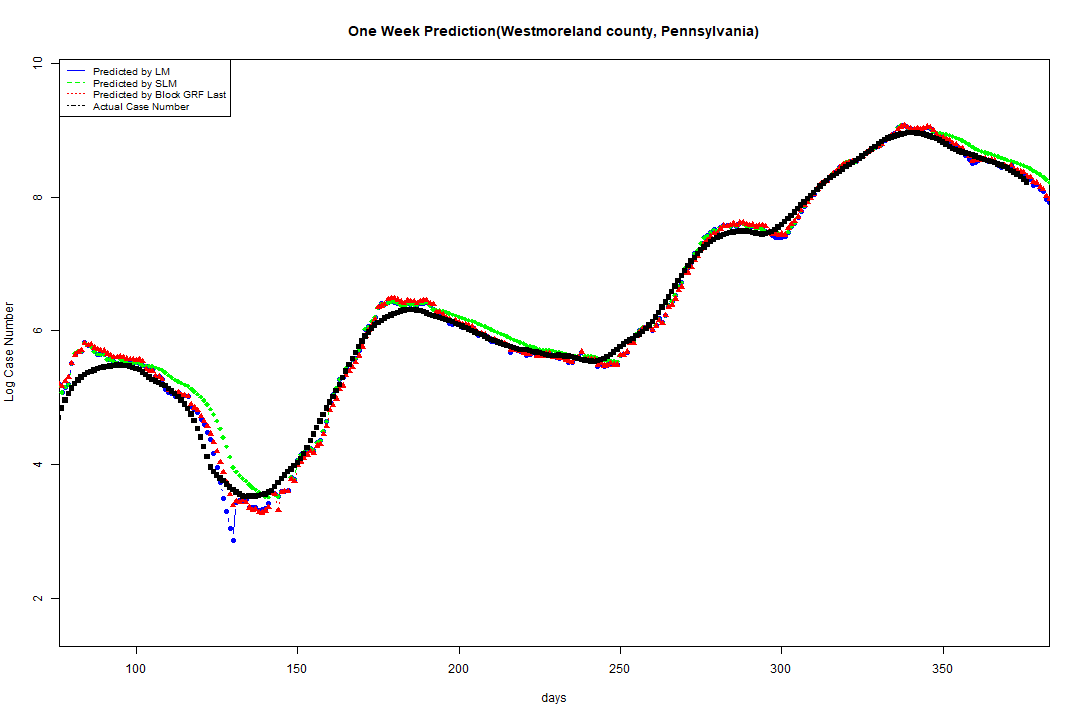 One Week Prediction(Westmoreland county, Pennsylvania)
Predicted by LM
Predicted by SLM
Predicted by Block GRF Last
Actual Case Number
10
8
6
4
2
Log Case Number
100 150 200 250 300 350
days